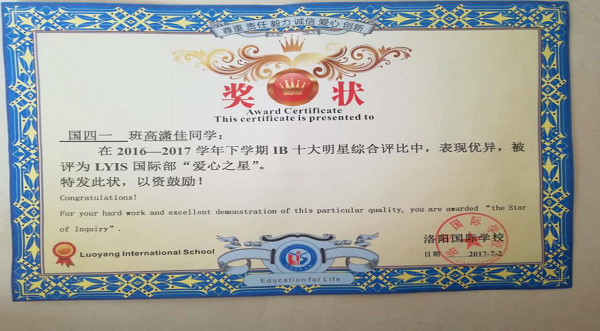 尊重 责任 毅力 诚信 爱心 创新
奖 状
Award Certificate
This certificate is presented to
国四一 班高潇佳同学：
在 2016—2017 学年下学期 IB 十大明星综合评比中，表现优异，被
评为 LYIS 国际部“爱心之星”。
特发此状，以资鼓励！
Congratulations!
For your hard work and excellent demonstration of this particular quality, you are awarded “the Star
of Inquiry”.
洛阳国际学校
Luoyang International School
日期 2017-7-2
Education for Life